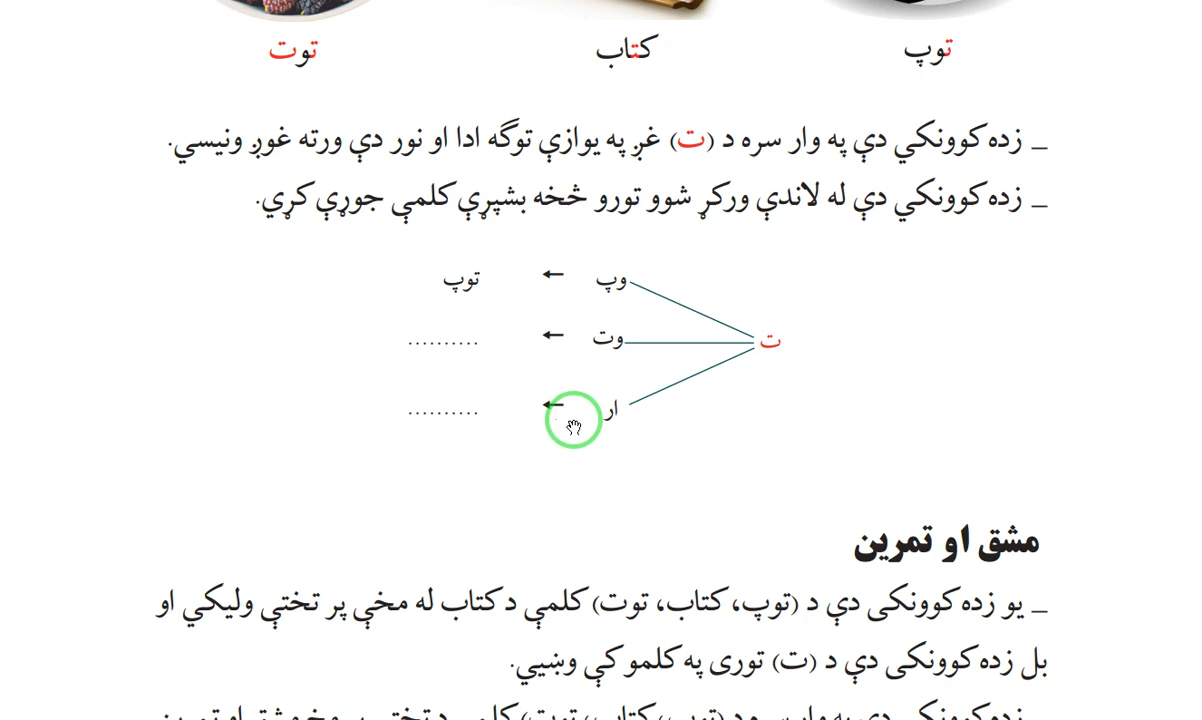 توپ کتاب توت
_ زده کوونکي دې په وار سره د (ت) غږ په یوازې توګه ادا او نور دې ورته غوږ ونیسي.
_ زده کوونکي دې له لاندې ورکړ شوو تورو څخه بشپړې کلمې جوړې کړي.
وپ ← توپ
ت
وت ← ..........
ار ← ..........
مشق او تمرین
_ یو زده کوونکی دې د (توپ، کتاب، توت) کلمې د کتاب له مخې پر تختې ولیکي او
بل زده کوونکی دې د (ت) توری په کلمو کې وښیي.